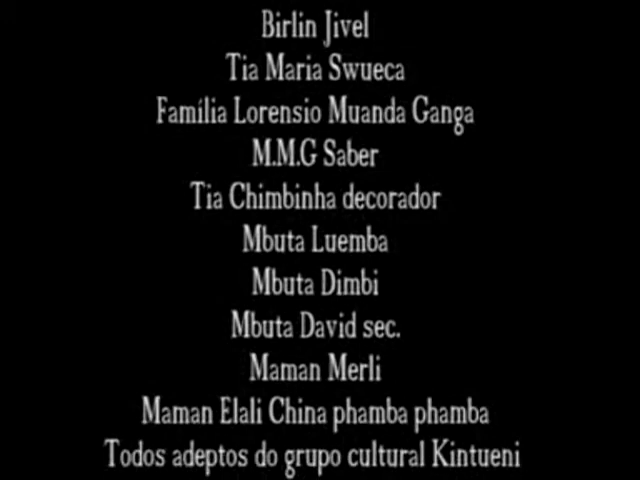 Birlin Jivel
Tia Maria Swueca
Família Lorensio Muanda Ganga
M.M.G Saber
Tia Chimbinha decorador
Mbuta Luemba
Mbuta Dimbi
Mbuta David sec.
Maman Merli
Maman Elali China phamba phamba
Todos adeptos do grupo cultural Kintueni